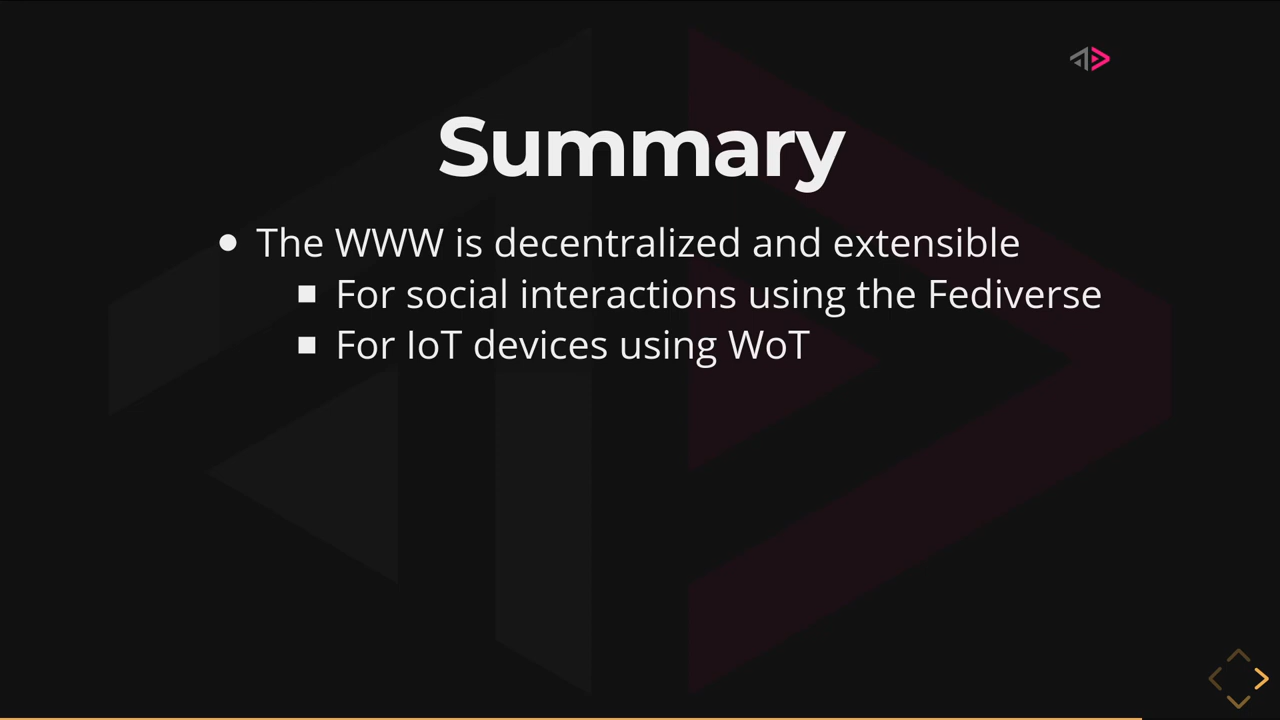 Summary
The WWW is decentralized and extensible
For social interactions using the Fediverse
For IoT devices using WoT